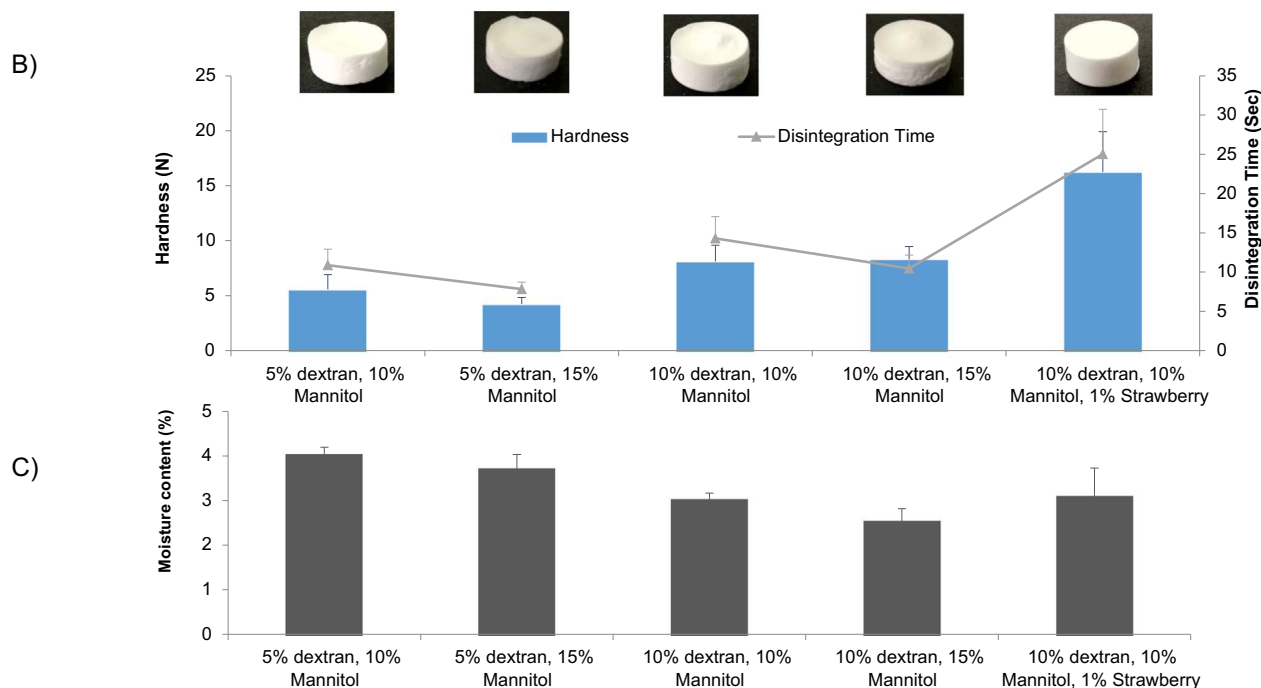 B)
25
20
15
10
5
0
Hardness (N)
Hardness
Disintegration Time
35
30
25
20
15
10
5
0
Disintegration Time (Sec)
5% dextran, 10%
Mannitol
5% dextran, 15%
Mannitol
10% dextran, 10%
Mannitol
10% dextran, 15%
Mannitol
10% dextran, 10%
Mannitol, 1% Strawberry
C)
5
4
3
2
1
0
Moisture content (%)
5% dextran, 10%
Mannitol
5% dextran, 15%
Mannitol
10% dextran, 10%
Mannitol
10% dextran, 15%
Mannitol
10% dextran, 10%
Mannitol, 1% Strawberry